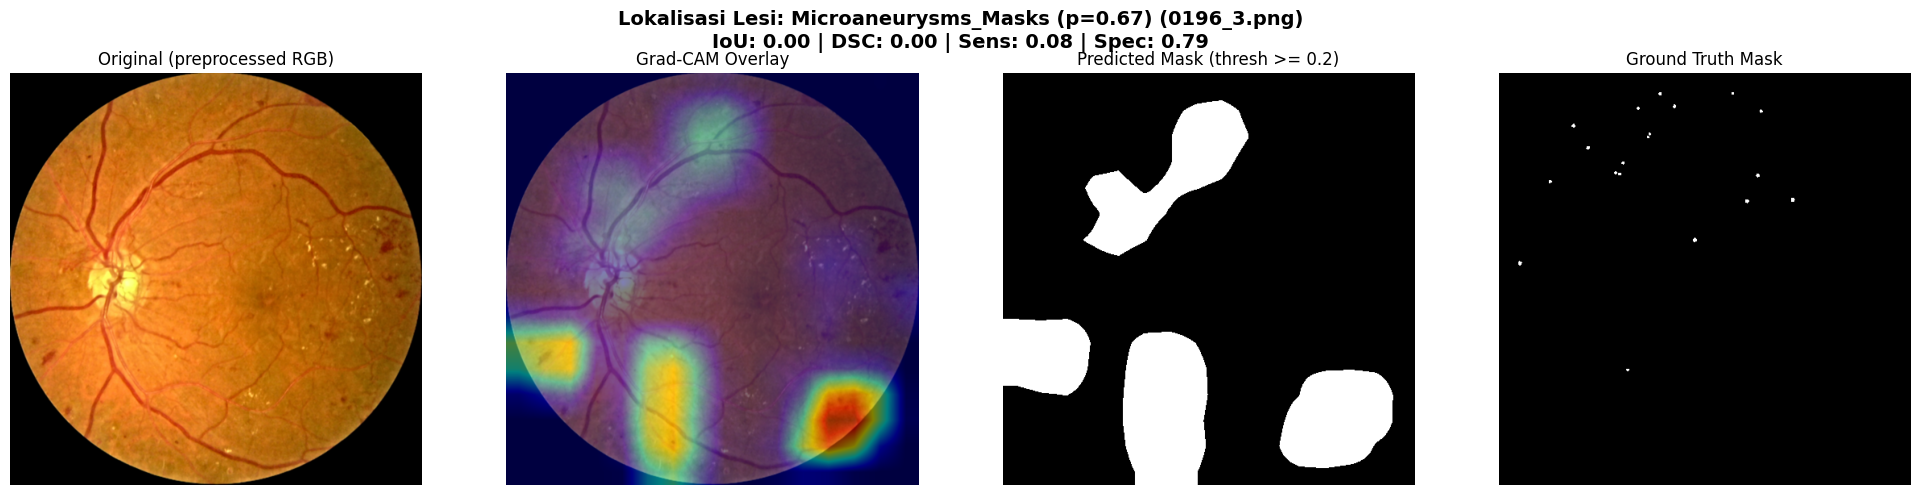 Lokalisasi Lesi: Microaneurysms_Masks (p=0.67) (0196_3.png)
IoU: 0.00 | DSC: 0.00 | Sens: 0.08 | Spec: 0.79
Original (preprocessed RGB)
Grad-CAM Overlay
Predicted Mask (thresh >= 0.2)
Ground Truth Mask